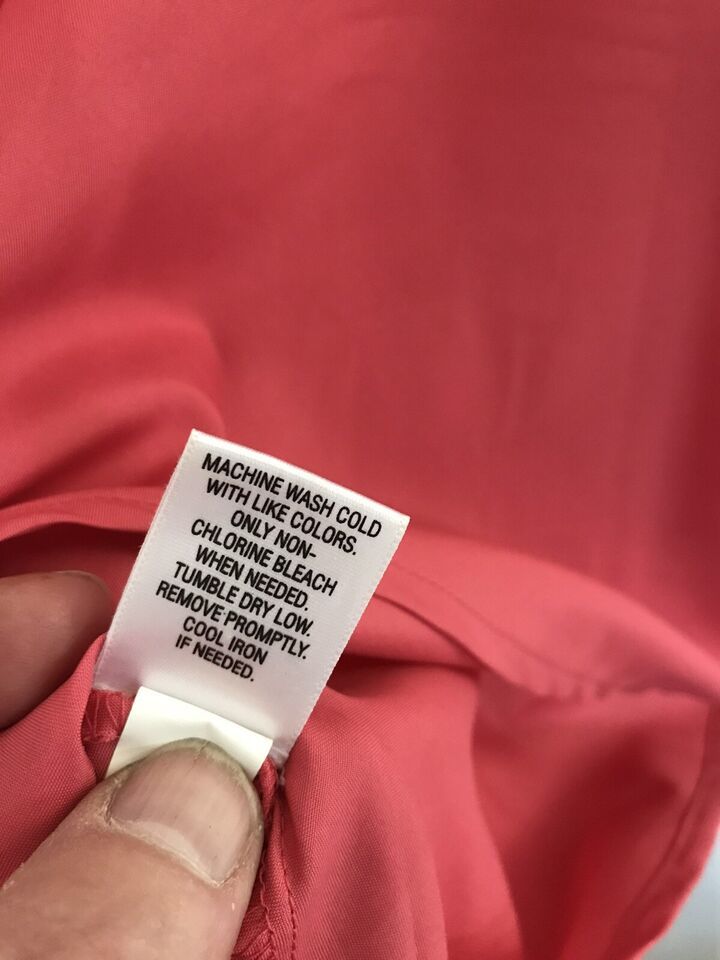 MACHINE WASH COLD
WITH LIKE COLORS.
ONLY NON-
CHLORINE BLEACH
WHEN NEEDED.
TUMBLE DRY LOW.
REMOVE PROMPTLY.
COOL IRON
IF NEEDED.